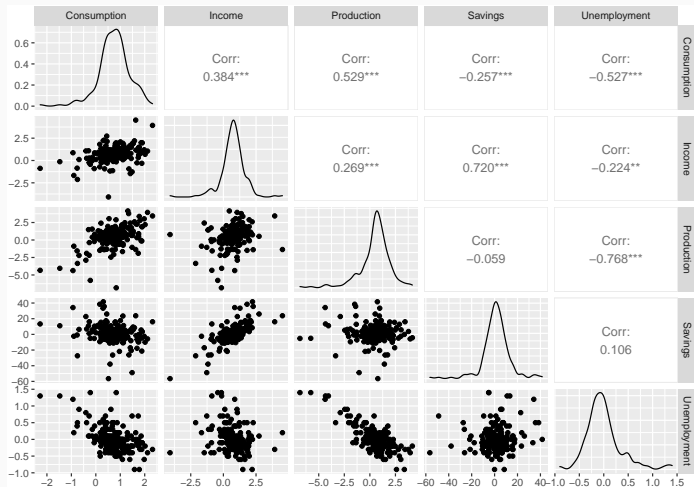 Consumption Income Production Savings Unemployment
0.6
0.4
0.2
0.0
Corr:
0.384***
Corr:
0.529***
Corr:
−0.257***
Corr:
−0.527***
Consumption
2.5
0.0
−2.5
Corr:
0.269***
Corr:
0.720***
Corr:
−0.224**
Income
2.5
0.0
−2.5
−5.0
Corr:
−0.059
Corr:
−0.768***
Production
40
20
0
−20
−40
−60
Corr:
0.106
Savings
1.5
1.0
0.5
0.0
−0.5
−1.0
Unemployment
−2 −1 0 1 2
−2.5 0.0 2.5
−5.0 −2.5 0.0 2.5
−60 −40 −20 0 20 40
−1.0 −0.5 0.0 0.5 1.0 1.5